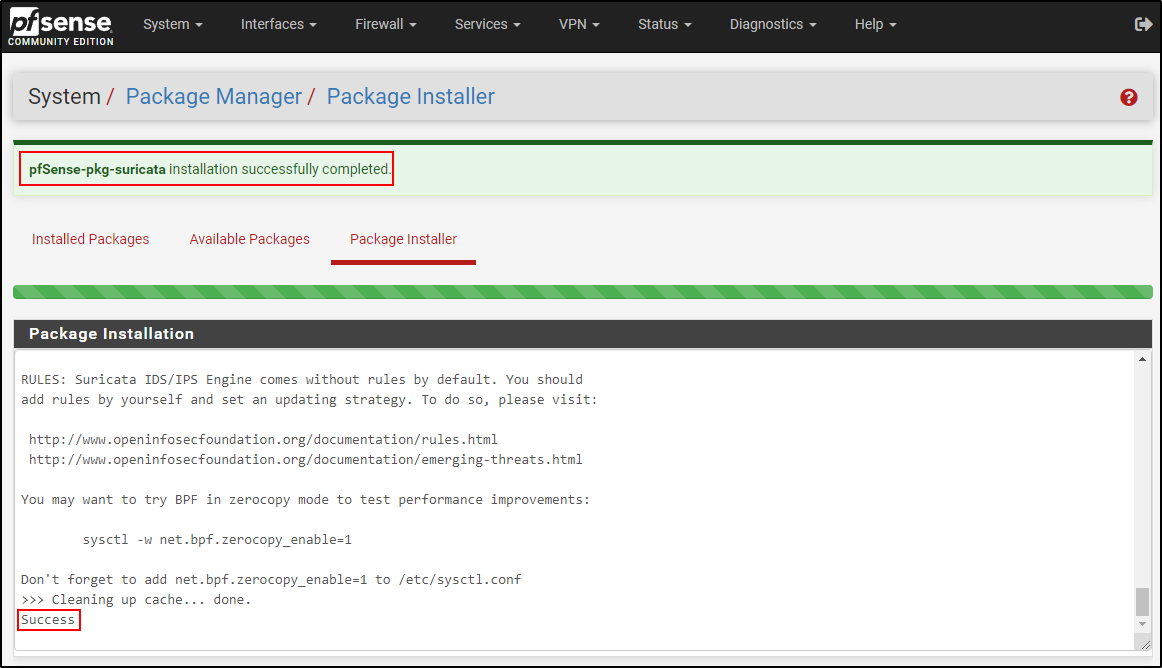 pfsense
COMMUNITY EDITION
System Interfaces Firewall Services VPN Status Diagnostics Help
System / Package Manager / Package Installer
pfSense-pkg-suricata installation successfully completed.
Installed Packages Available Packages Package Installer
Package Installation
RULES: Suricata IDS/IPS Engine comes without rules by default. You should
add rules by yourself and set an updating strategy. To do so, please visit:
http://www.openinfosecfoundation.org/documentation/rules.html
http://www.openinfosecfoundation.org/documentation/emerging-threats.html
You may want to try BPF in zerocopy mode to test performance improvements:
sysctl -w net.bpf.zerocopy_enable=1
Don't forget to add net.bpf.zerocopy_enable=1 to /etc/sysctl.conf
>>> Cleaning up cache... done.
Success